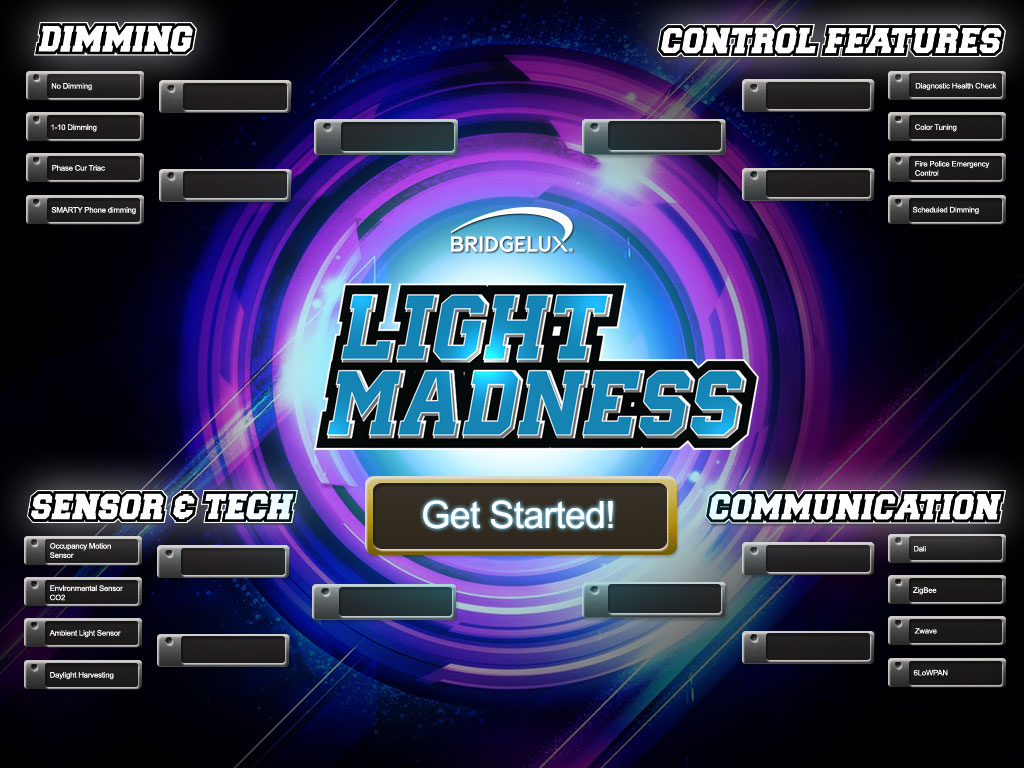 DIMMING
No Dimming
1-10 Dimming
Phase Cur Triac
SMARTY Phone dimming
CONTROL FEATURES
Diagnostic Health Check
Color Tuning
Fire Police Emergency
Control
Scheduled Dimming
BRIDGELUX
LIGHT
MADNESS
Get Started!
SENSOR & TECH
Occupancy Motion
Sensor
Environmental Sensor
CO2
Ambient Light Sensor
Daylight Harvesting
COMMUNICATION
Dali
ZigBee
Zwave
6LoWPAN